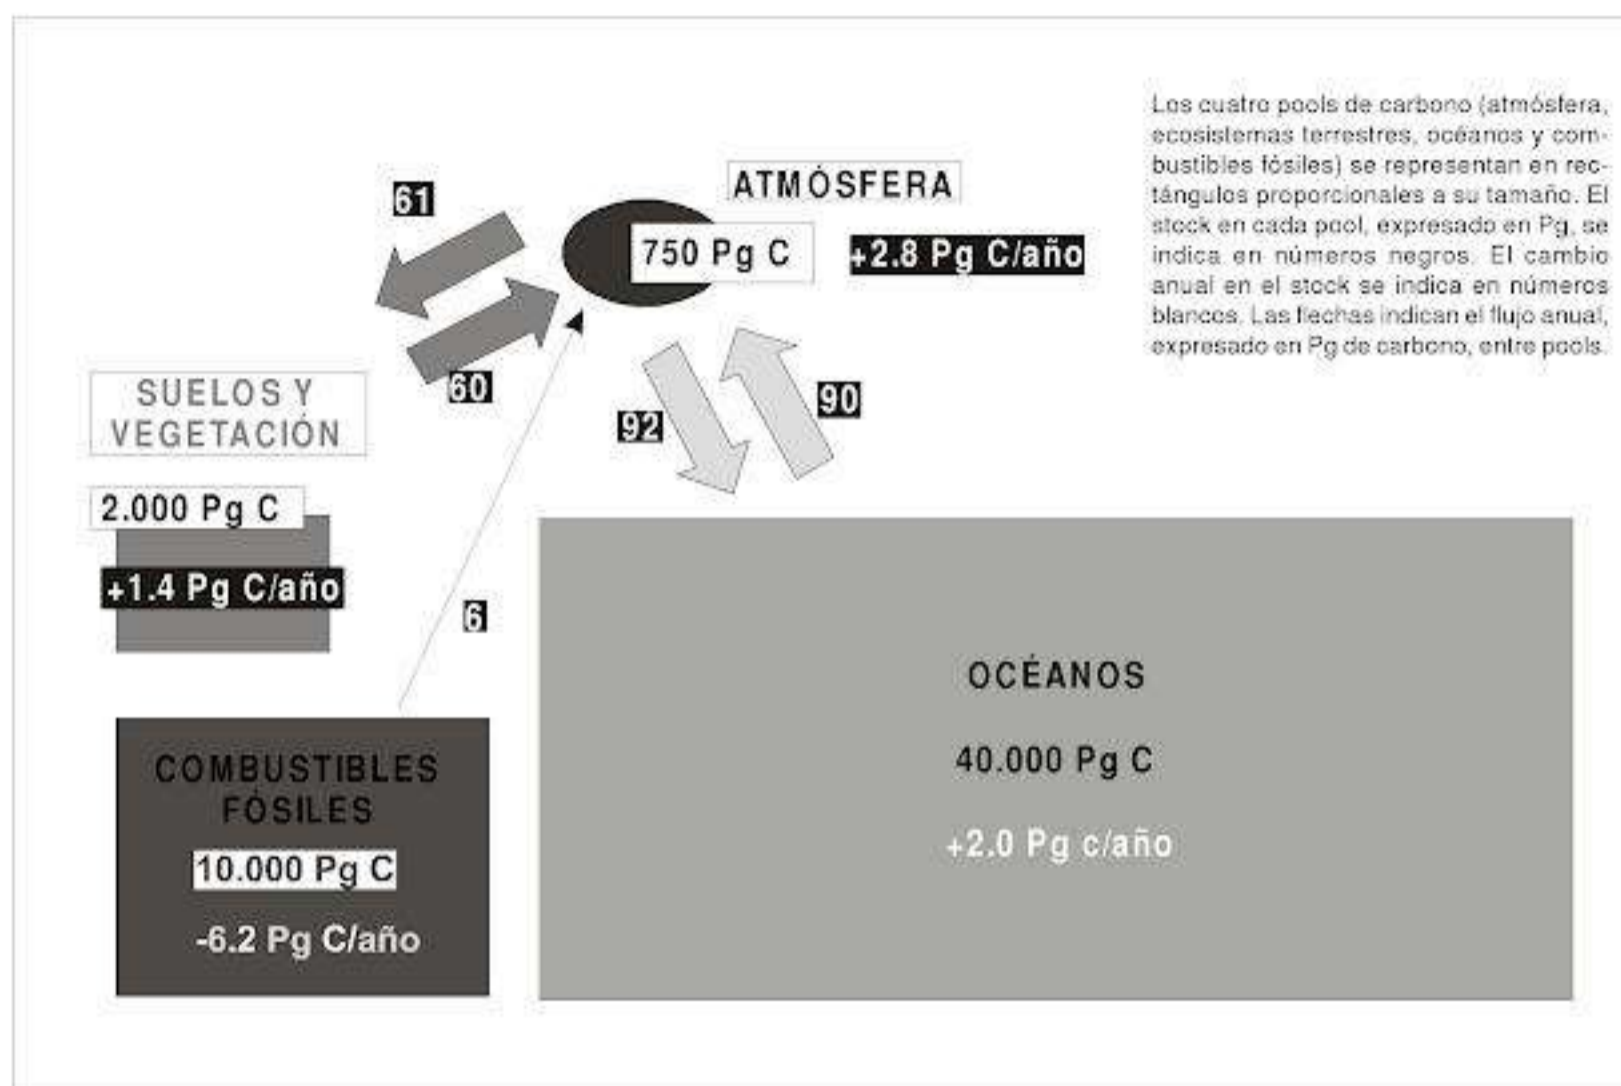 Los cuatro pools de carbono (atmósfera,
ecosistemas terrestres, océanos y com-
bustibles fósiles) se representan en rec-
tángulos proporcionales a su tamaño. El
stock en cada pool, expresado en Pg, se
indica en números negros. El cambio
anual en el stock se indica en números
blancos. Las flechas indican el flujo anual,
expresado en Pg de carbono, entre pools.
ATMÓSFERA
750 Pg C
+2.8 Pg C/año
61
60
92
90
SUELOS Y
VEGETACIÓN
2.000 Pg C
+1.4 Pg C/año
6
COMBUSTIBLES
FÓSILES
10.000 Pg C
-6.2 Pg C/año
OCÉANOS
40.000 Pg C
+2.0 Pg c/año